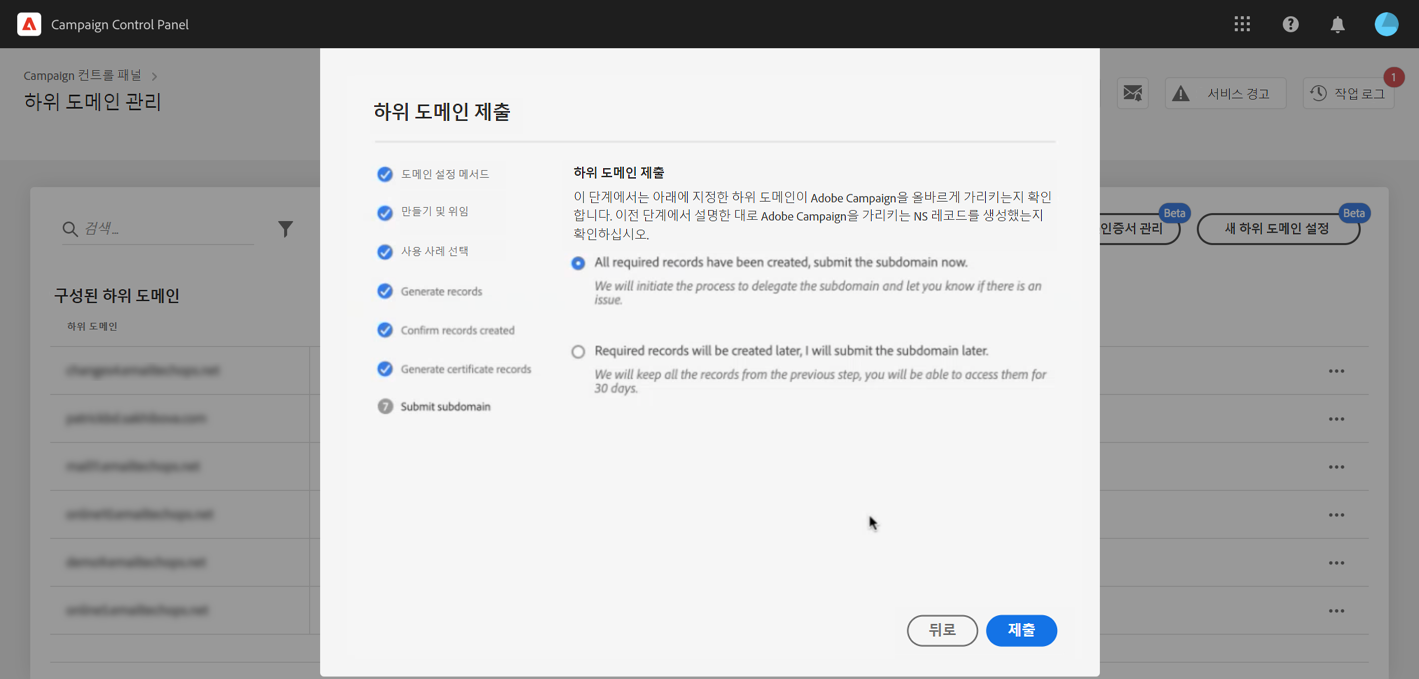 Campaign Control Panel
Campaign 컨트롤 패널
하위 도메인 관리
서비스 경고
작업 로그
1
검색...
인증서 관리
Beta
새 하위 도메인 설정
Beta
구성된 하위 도메인
하위 도메인
하위 도메인 제출
도메인 설정 메서드
만들기 및 위임
사용 사례 선택
Generate records
Confirm records created
Generate certificate records
7 Submit subdomain
하위 도메인 제출
이 단계에서는 아래에 지정한 하위 도메인이 Adobe Campaign을 올바르게 가리키는지 확인
합니다. 이전 단계에서 설명한 대로 Adobe Campaign을 가리키는 NS 레코드를 생성했는지
확인하십시오.
All required records have been created, submit the subdomain now.
We will initiate the process to delegate the subdomain and let you know if there is an
issue.
Required records will be created later, I will submit the subdomain later.
We will keep all the records from the previous step, you will be able to access them for
30 days.
뒤로
제출